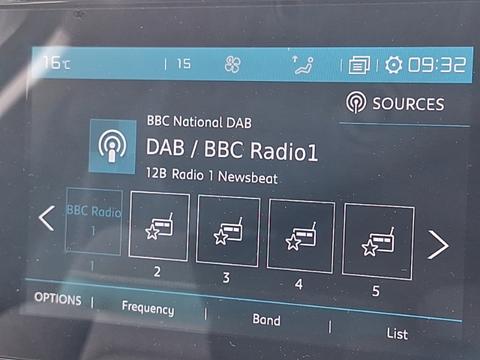 16°C | 15 | 09:32
SOURCES
BBC National DAB
DAB / BBC Radio1
12B Radio 1 Newsbeat
BBC Radio
1
1 2 3 4 5
OPTIONS | Frequency | Band | List